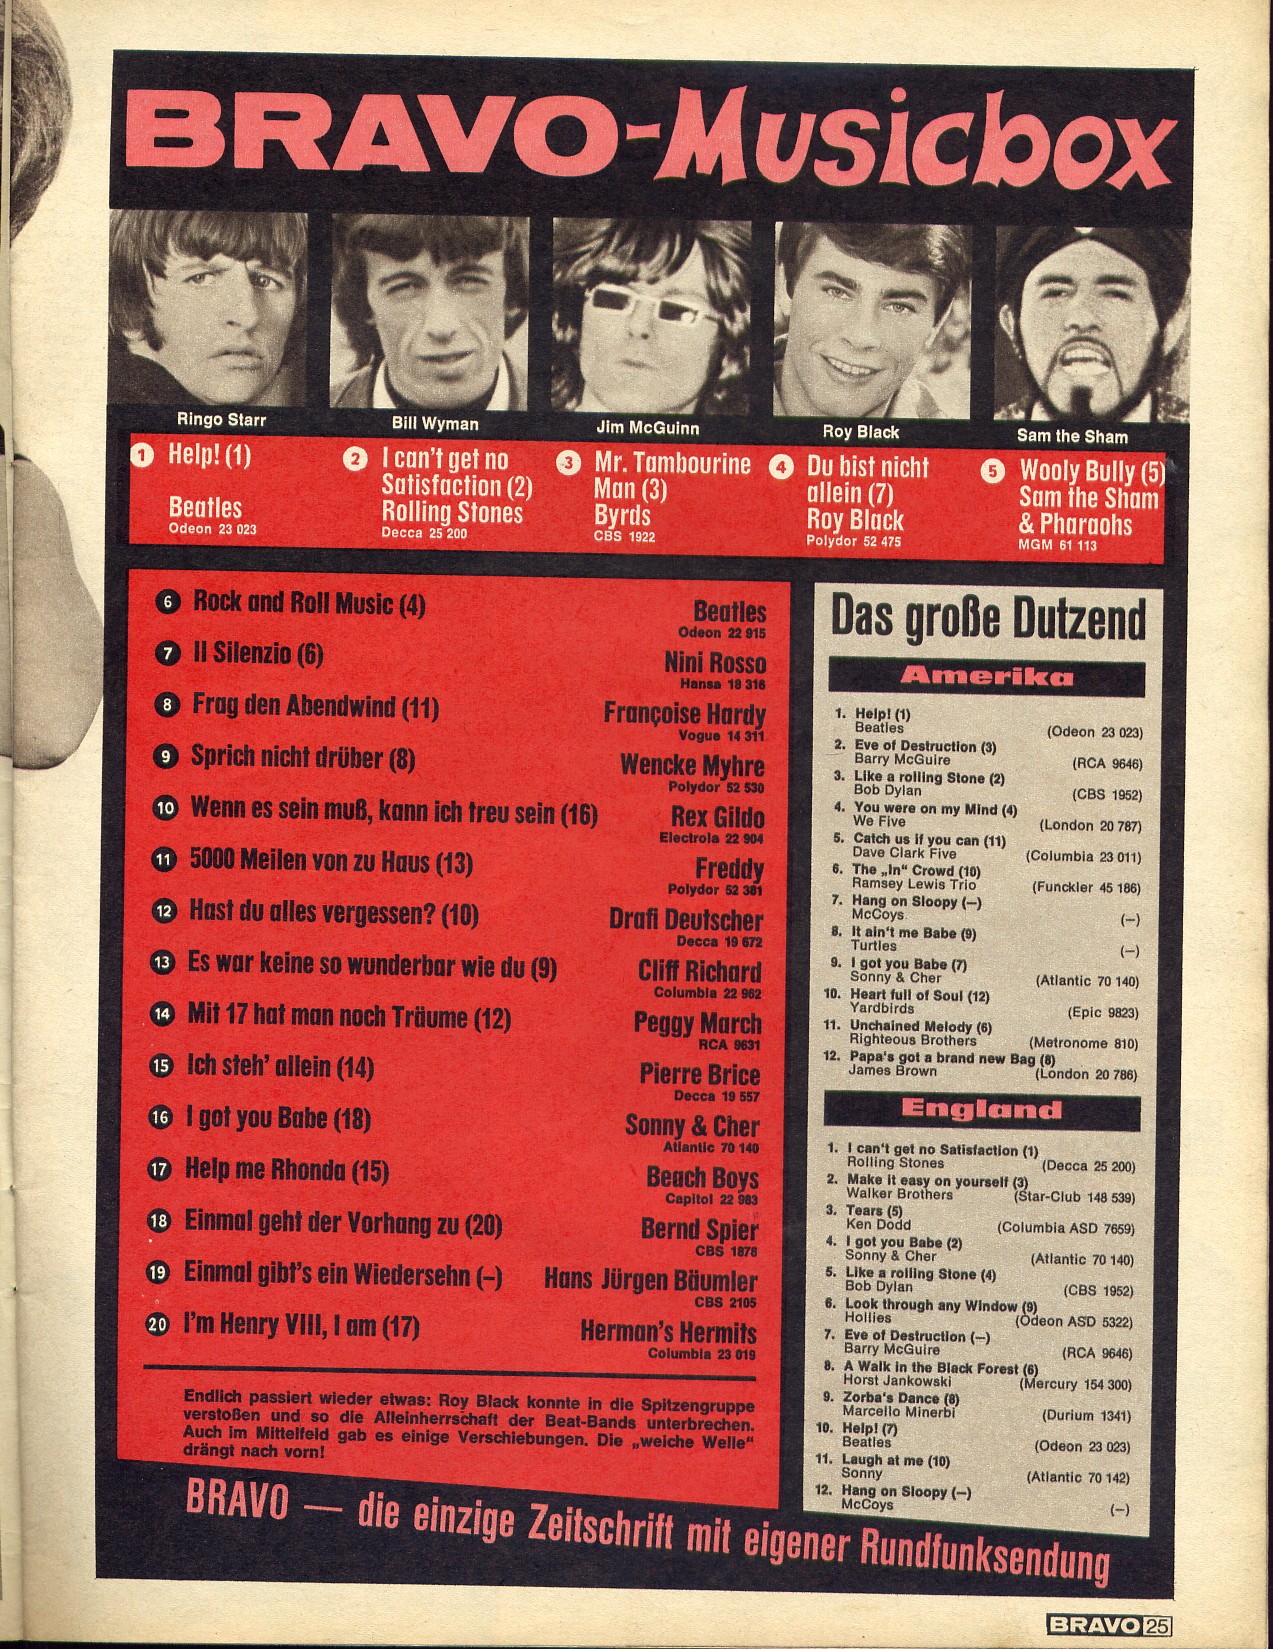 BRAVO-Musicbox
Ringo Starr
Bill Wyman
Jim McGuinn
Roy Black
Sam the Sham
1 Help! (1)
Beatles
Odeon 23 023
2 I can't get no
Satisfaction (2)
Rolling Stones
Decca 25 200
3 Mr. Tambourine
Man (3)
Byrds
CBS 1922
4 Du bist nicht
allein (7)
Roy Black
Polydor 52 475
5 Wooly Bully (5)
Sam the Sham
& Pharaohs
MGM 61 113
6 Rock and Roll Music (4) Beatles
Odeon 22 915
7 Il Silenzio (6) Nini Rosso
Hansa 18 316
8 Frag den Abendwind (11) Françoise Hardy
Vogue 14 311
9 Sprich nicht drüber (8) Wencke Myhre
Polydor 52 530
10 Wenn es sein muß, kann ich treu sein (16) Rex Gildo
Electrola 22 904
11 5000 Meilen von zu Haus (13) Freddy
Polydor 52 381
12 Hast du alles vergessen? (10) Drafi Deutscher
Decca 19 672
13 Es war keine so wunderbar wie du (9) Cliff Richard
Columbia 22 962
14 Mit 17 hat man noch Träume (12) Peggy March
RCA 9631
15 Ich steh' allein (14) Pierre Brice
Decca 19 557
16 I got you Babe (18) Sonny & Cher
Atlantic 70 140
17 Help me Rhonda (15) Beach Boys
Capitol 22 983
18 Einmal geht der Vorhang zu (20) Bernd Spier
CBS 1878
19 Einmal gibt's ein Wiedersehn (—) Hans Jürgen Bäumler
CBS 2105
20 I'm Henry VIII, I am (17) Herman's Hermits
Columbia 23 019
Endlich passiert wieder etwas: Roy Black konnte in die Spitzengruppe
verstoßen und so die Alleinherrschaft der Beat-Bands unterbrechen.
Auch im Mittelfeld gab es einige Verschiebungen. Die „weiche Welle"
drängt nach vorn!
Das große Dutzend
Amerika
1. Help! (1)
Beatles (Odeon 23 023)
2. Eve of Destruction (3)
Barry McGuire (RCA 9646)
3. Like a rolling Stone (2)
Bob Dylan (CBS 1952)
4. You were on my Mind (4)
We Five (London 20 787)
5. Catch us if you can (11)
Dave Clark Five (Columbia 23 011)
6. The „In" Crowd (10)
Ramsey Lewis Trio (Funckler 45 186)
7. Hang on Sloopy (—)
McCoys (—)
8. It ain't me Babe (9)
Turtles (—)
9. I got you Babe (7)
Sonny & Cher (Atlantic 70 140)
10. Heart full of Soul (12)
Yardbirds (Epic 9823)
11. Unchained Melody (6)
Righteous Brothers (Metronome 810)
12. Papa's got a brand new Bag (8)
James Brown (London 20 786)
England
1. I can't get no Satisfaction (1)
Rolling Stones (Decca 25 200)
2. Make it easy on yourself (3)
Walker Brothers (Star-Club 148 539)
3. Tears (5)
Ken Dodd (Columbia ASD 7659)
4. I got you Babe (2)
Sonny & Cher (Atlantic 70 140)
5. Like a rolling Stone (4)
Bob Dylan (CBS 1952)
6. Look through any Window (9)
Hollies (Odeon ASD 5322)
7. Eve of Destruction (—)
Barry McGuire (RCA 9646)
8. A Walk in the Black Forest (6)
Horst Jankowski (Mercury 154 300)
9. Zorba's Dance (8)
Marcello Minerbi (Durium 1341)
10. Help! (7)
Beatles (Odeon 23 023)
11. Laugh at me (10)
Sonny (Atlantic 70 142)
12. Hang on Sloopy (—)
McCoys (—)
BRAVO — die einzige Zeitschrift mit eigener Rundfunksendung
BRAVO 25